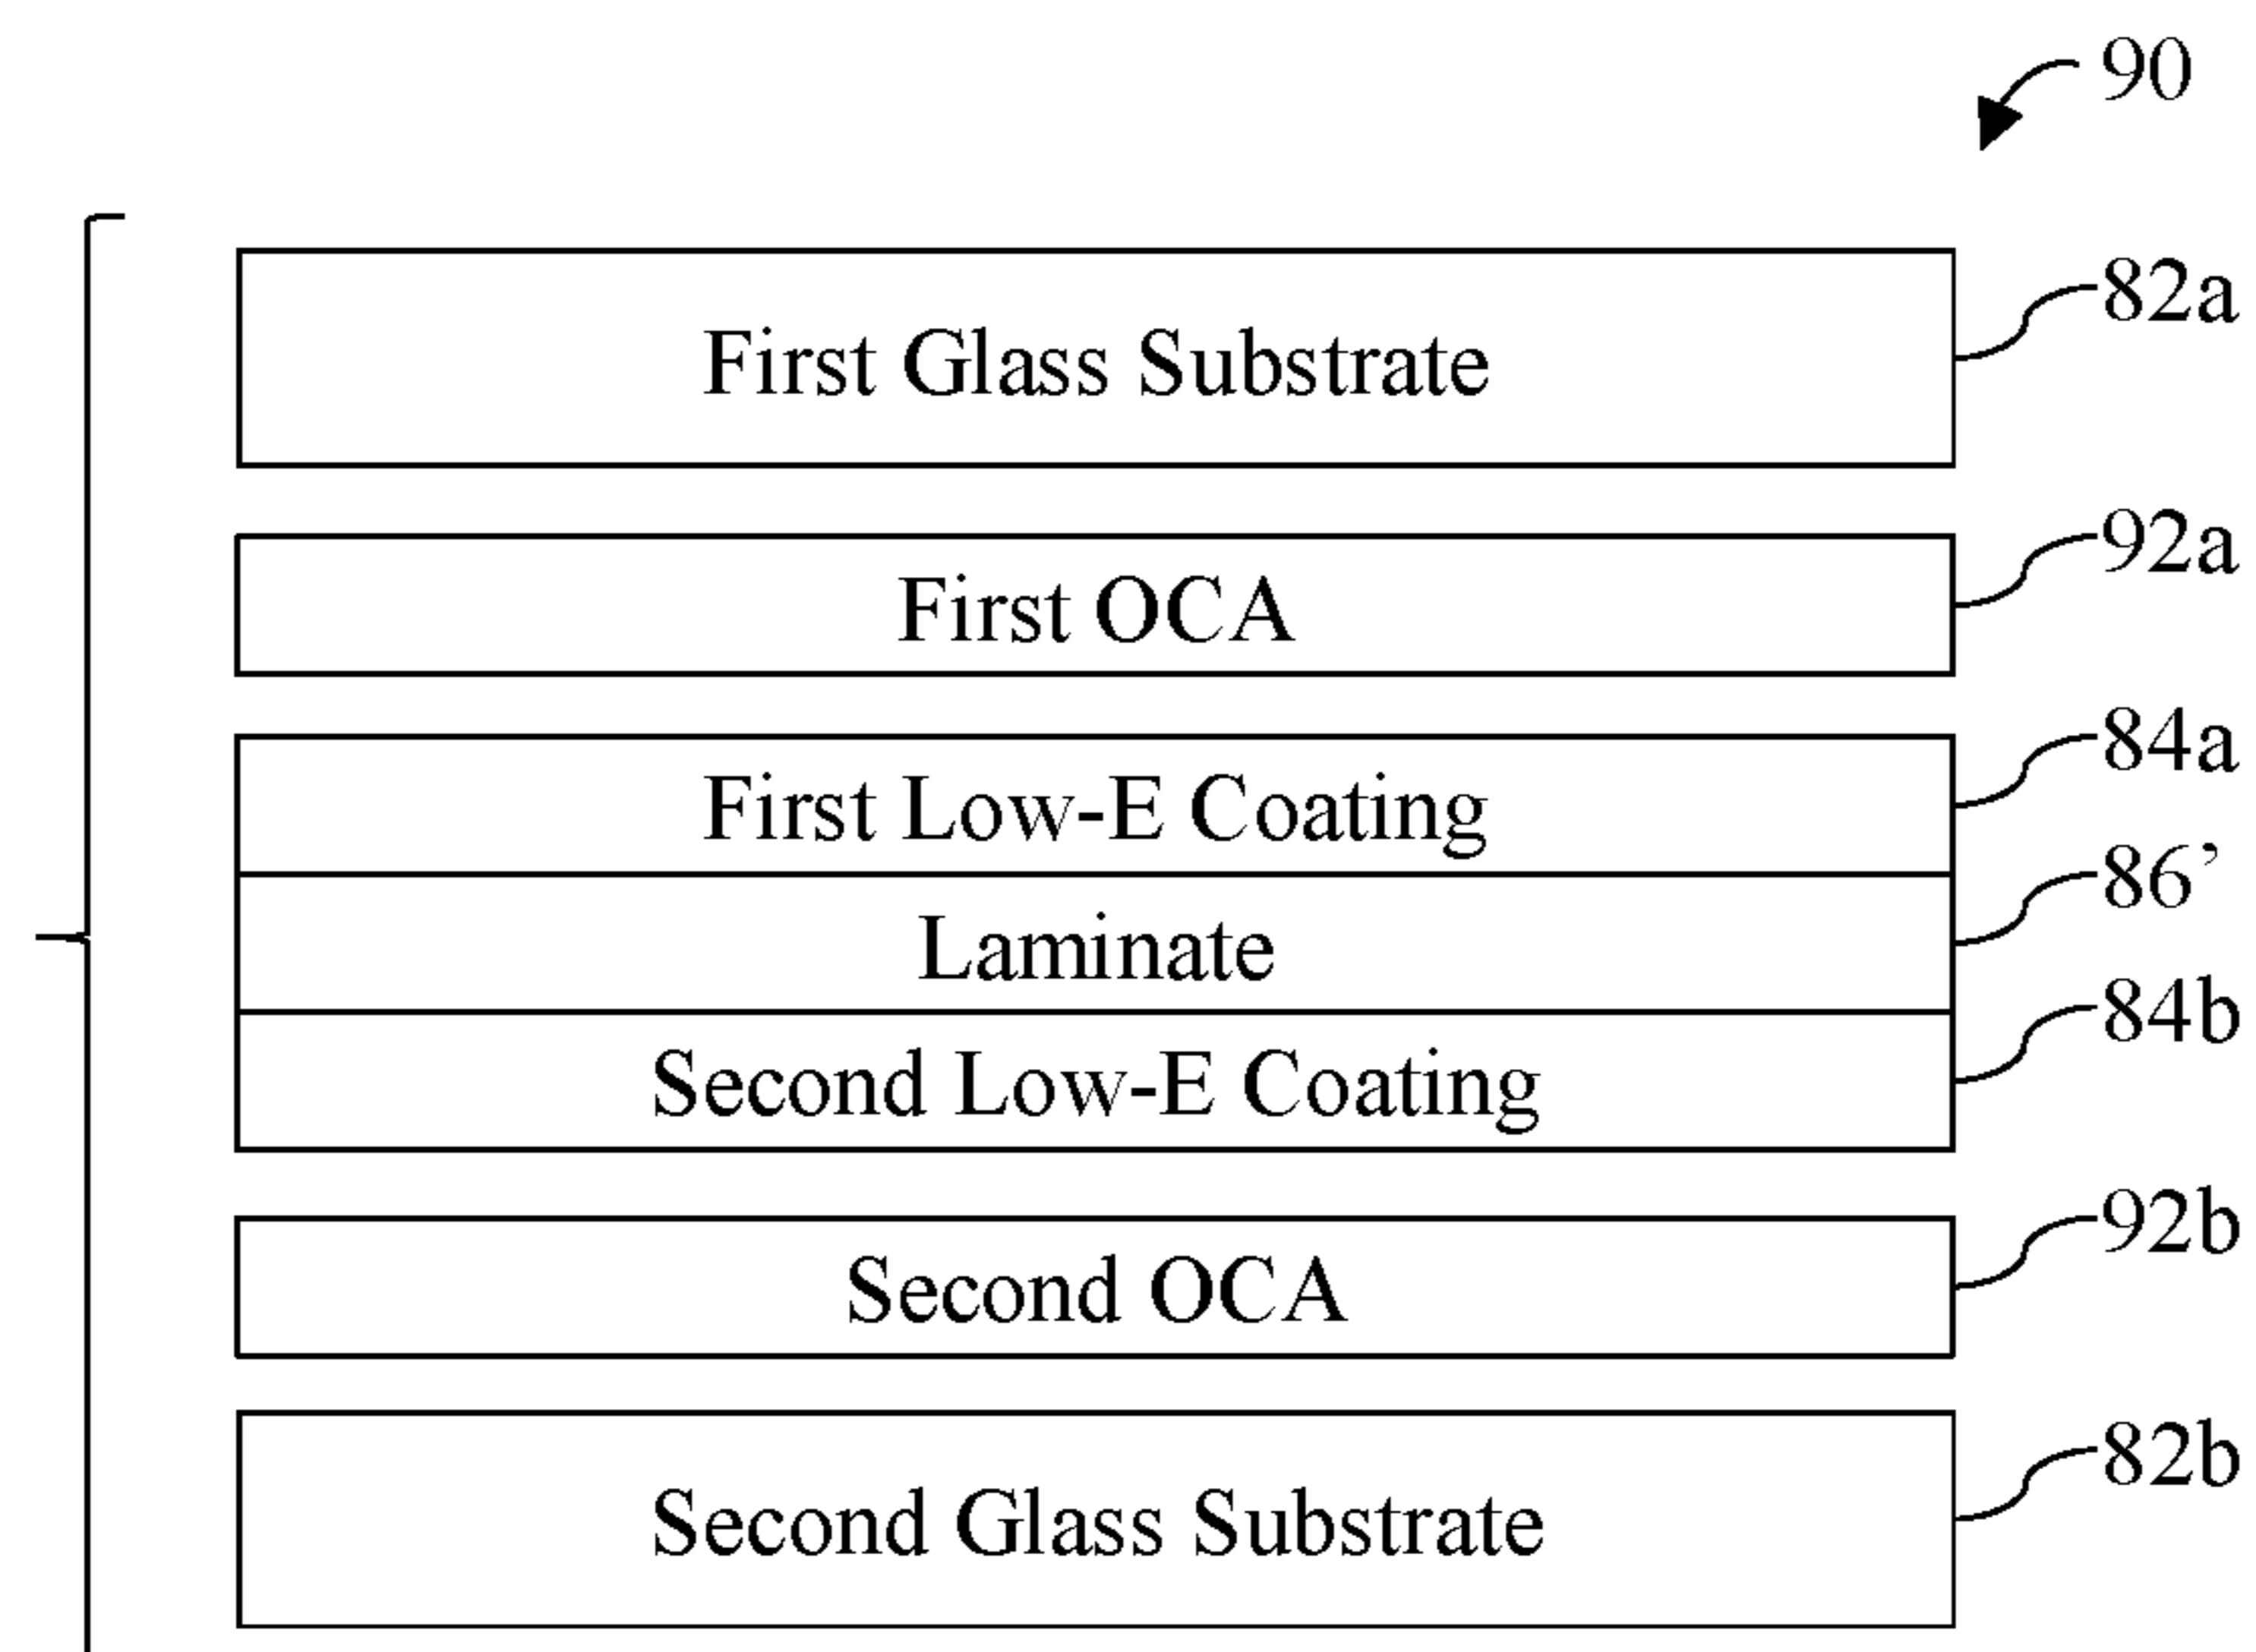 90
First Glass Substrate 82a
First OCA 92a
First Low-E Coating 84a
Laminate 86’
Second Low-E Coating 84b
Second OCA 92b
Second Glass Substrate 82b